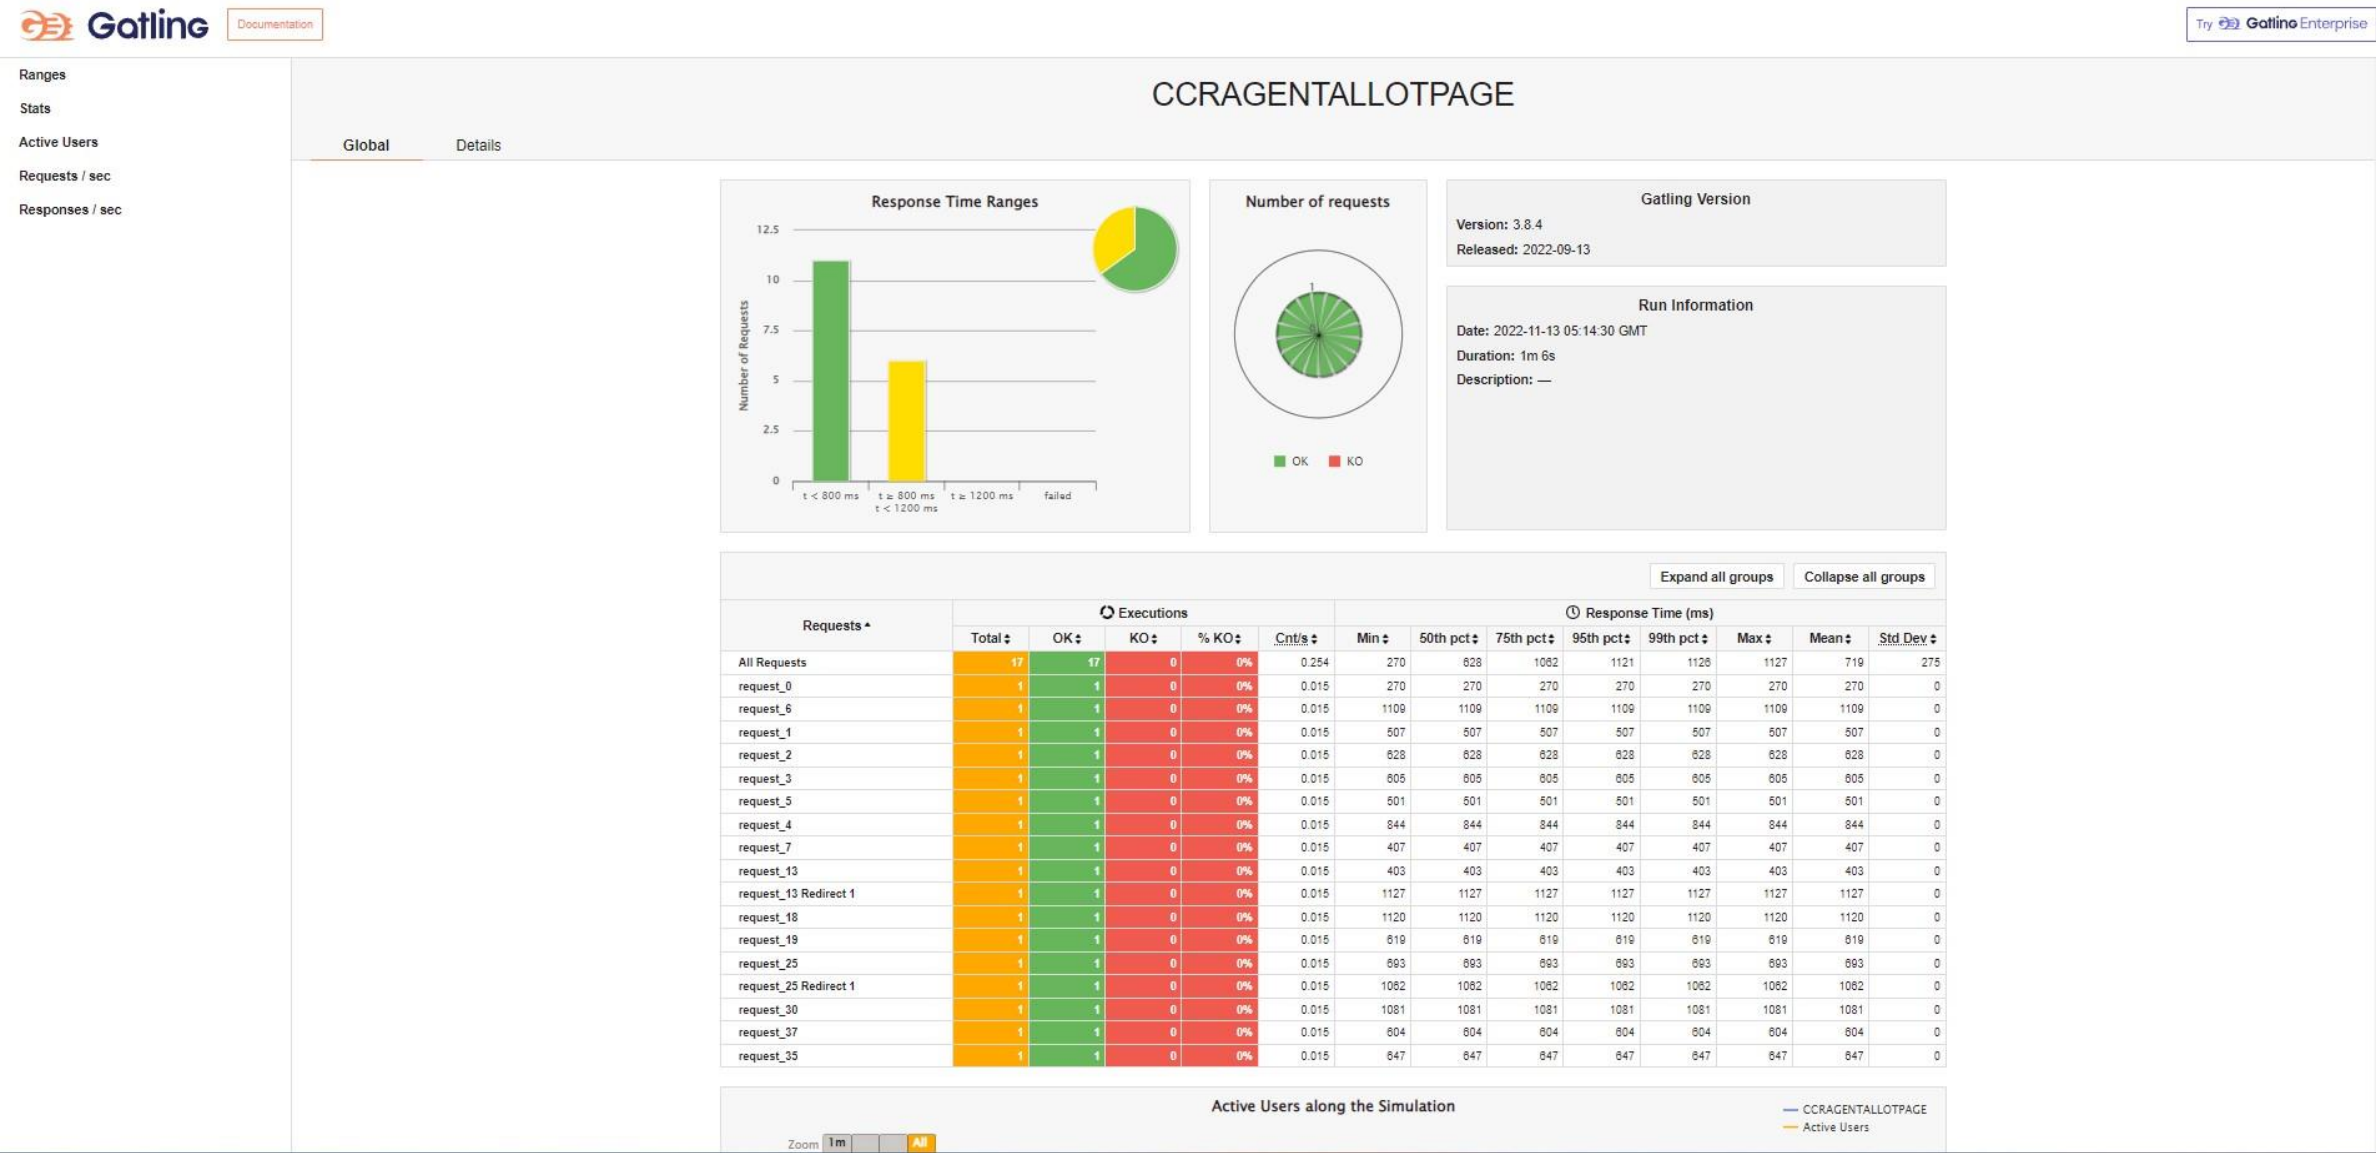 Gatling Documentation
Try Gatling Enterprise
Ranges
Stats
Active Users
Requests / sec
Responses / sec
CCRAGENTALLOTPAGE
Global Details
Response Time Ranges
12.5
10
7.5
5
2.5
0
Number of Requests
t < 800 ms
t ≥ 800 ms
t < 1200 ms
t ≥ 1200 ms
failed
Number of requests
1
0
OK KO
Gatling Version
Version: 3.8.4
Released: 2022-09-13
Run Information
Date: 2022-11-13 05:14:30 GMT
Duration: 1m 6s
Description: —
Expand all groups Collapse all groups
Requests Executions Response Time (ms)
Total OK KO % KO Cnt/s Min 50th pct 75th pct 95th pct 99th pct Max Mean Std Dev
All Requests 17 17 0 0% 0.254 270 628 1062 1121 1126 1127 719 275
request_0 1 1 0 0% 0.015 270 270 270 270 270 270 270 0
request_6 1 1 0 0% 0.015 1109 1109 1109 1109 1109 1109 1109 0
request_1 1 1 0 0% 0.015 507 507 507 507 507 507 507 0
request_2 1 1 0 0% 0.015 628 628 628 628 628 628 628 0
request_3 1 1 0 0% 0.015 605 605 605 605 605 605 605 0
request_5 1 1 0 0% 0.015 501 501 501 501 501 501 501 0
request_4 1 1 0 0% 0.015 844 844 844 844 844 844 844 0
request_7 1 1 0 0% 0.015 407 407 407 407 407 407 407 0
request_13 1 1 0 0% 0.015 403 403 403 403 403 403 403 0
request_13 Redirect 1 1 1 0 0% 0.015 1127 1127 1127 1127 1127 1127 1127 0
request_18 1 1 0 0% 0.015 1120 1120 1120 1120 1120 1120 1120 0
request_19 1 1 0 0% 0.015 619 619 619 619 619 619 619 0
request_25 1 1 0 0% 0.015 693 693 693 693 693 693 693 0
request_25 Redirect 1 1 1 0 0% 0.015 1062 1062 1062 1062 1062 1062 1062 0
request_30 1 1 0 0% 0.015 1081 1081 1081 1081 1081 1081 1081 0
request_37 1 1 0 0% 0.015 604 604 604 604 604 604 604 0
request_35 1 1 0 0% 0.015 647 647 647 647 647 647 647 0
Active Users along the Simulation
CCRAGENTALLOTPAGE
Active Users
Zoom 1m All